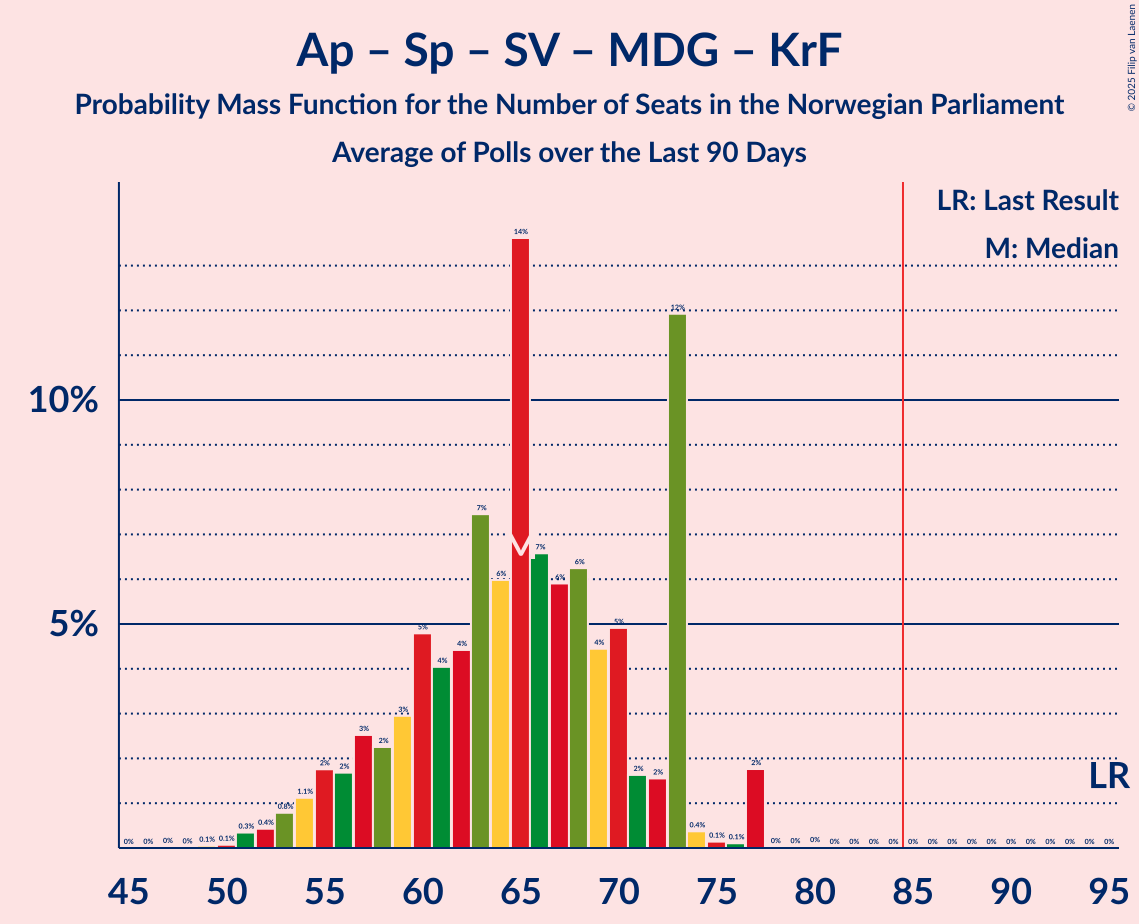 Ap – Sp – SV – MDG – KrF
Probability Mass Function for the Number of Seats in the Norwegian Parliament
Average of Polls over the Last 90 Days
© 2025 Filip van Laenen
LR: Last Result
M: Median
10%
5%
LR
0% 0% 0% 0% 0.1% 0.1% 0.3% 0.4% 0.8% 1.1% 2% 2% 3% 2% 3% 5% 4% 4% 7% 6% 14% 7% 6% 6% 4% 5% 2% 2% 12% 0.4% 0.1% 0.1% 2% 0% 0% 0% 0% 0% 0% 0% 0% 0% 0% 0% 0% 0% 0% 0% 0% 0% 0%
45 50 55 60 65 70 75 80 85 90 95